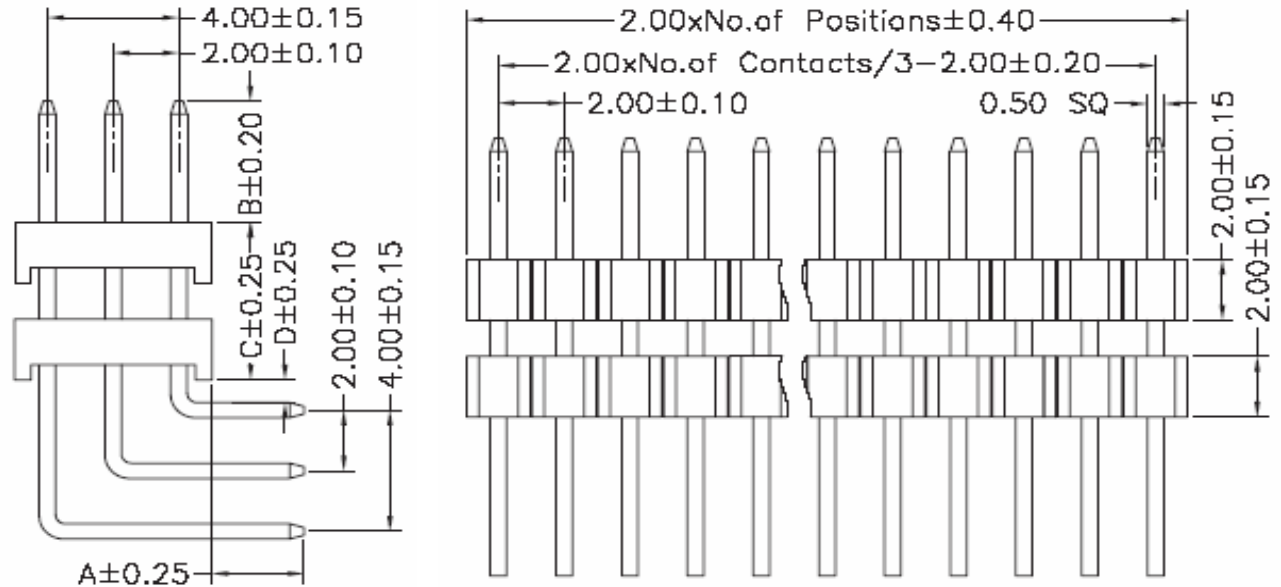 4.00±0.15
2.00±0.10
B±0.20
C±0.25
D±0.25
2.00±0.10
4.00±0.15
A±0.25
2.00xNo.of Positions±0.40
2.00xNo.of Contacts/3-2.00±0.20
2.00±0.10
0.50 SQ
2.00±0.15
2.00±0.15